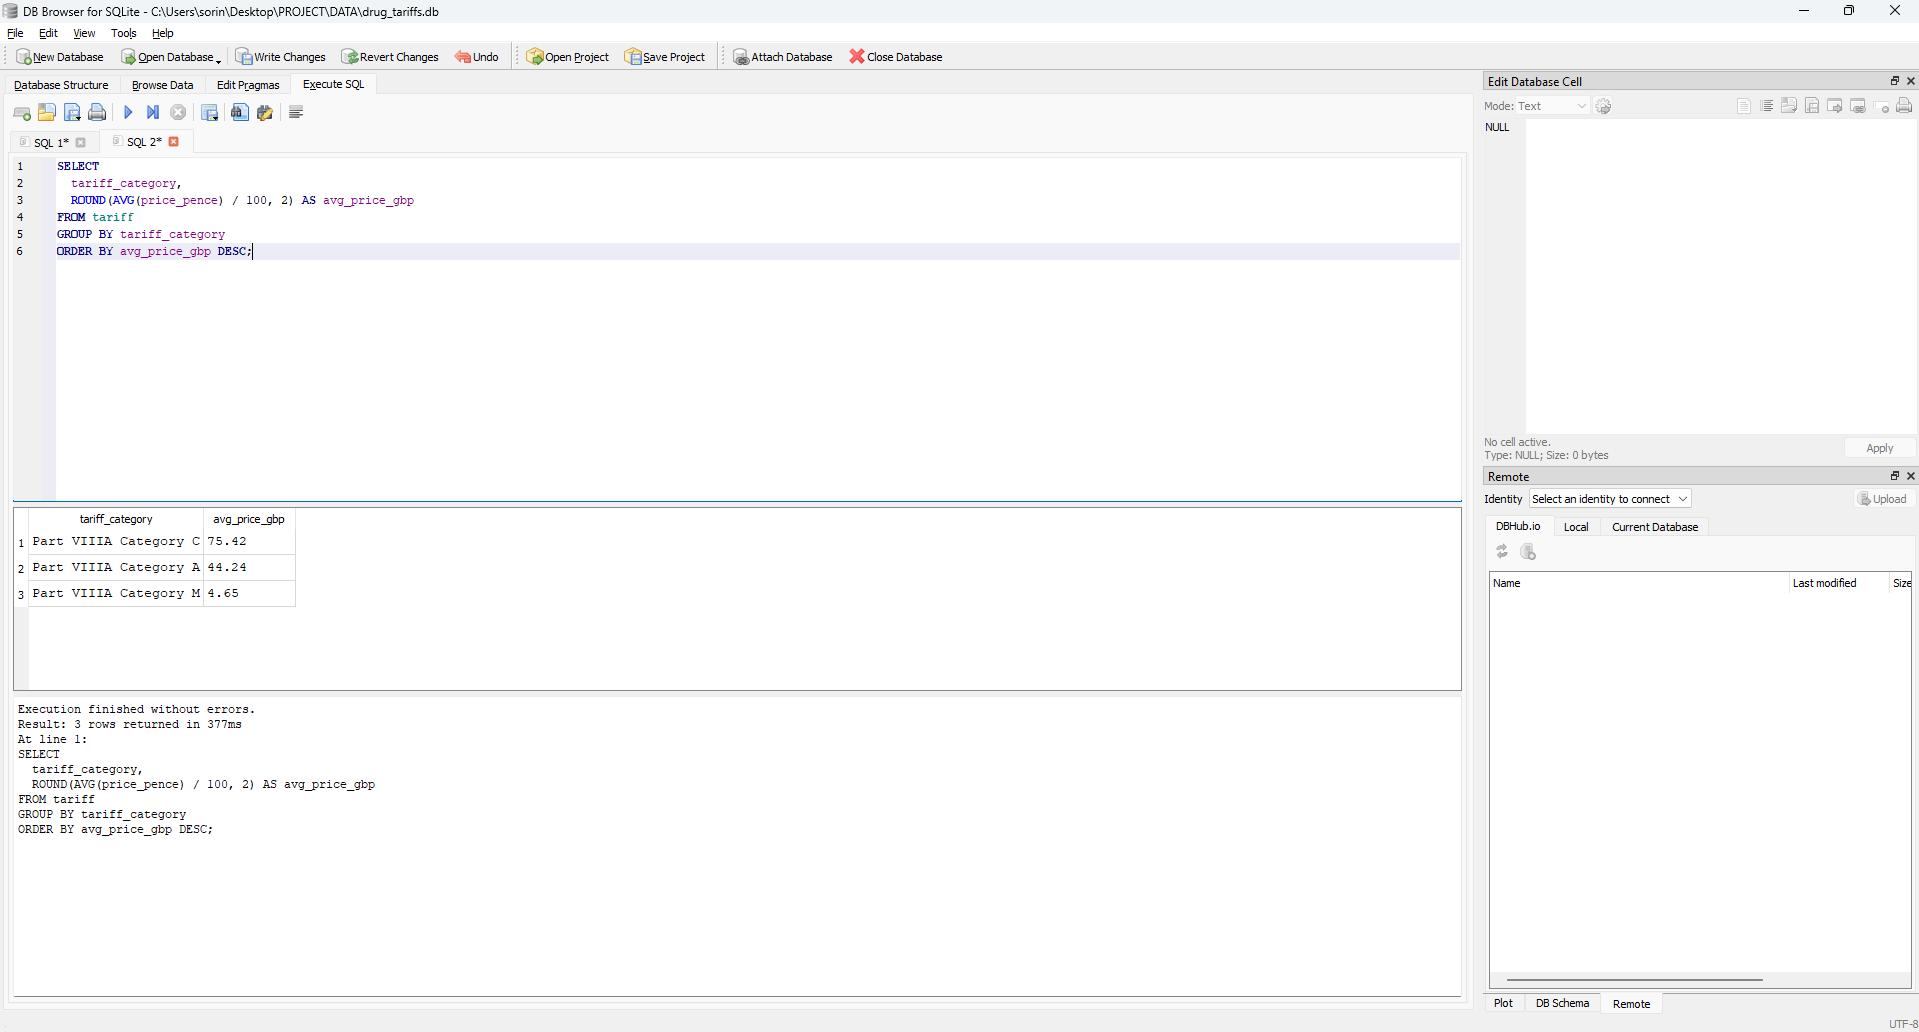 DB Browser for SQLite - C:\Users\sorin\Desktop\PROJECT\DATA\drug_tariffs.db
File Edit View Tools Help
New Database Open Database Write Changes Revert Changes Undo Open Project Save Project Attach Database Close Database
Database Structure Browse Data Edit Pragmas Execute SQL
SQL 1* SQL 2*
1 SELECT
2 tariff_category,
3 ROUND(AVG(price_pence) / 100, 2) AS avg_price_gbp
4 FROM tariff
5 GROUP BY tariff_category
6 ORDER BY avg_price_gbp DESC;
tariff_category avg_price_gbp
1 Part VIIIA Category C 75.42
2 Part VIIIA Category A 44.24
3 Part VIIIA Category M 4.65
Execution finished without errors.
Result: 3 rows returned in 377ms
At line 1:
SELECT
tariff_category,
ROUND(AVG(price_pence) / 100, 2) AS avg_price_gbp
FROM tariff
GROUP BY tariff_category
ORDER BY avg_price_gbp DESC;
Edit Database Cell
Mode: Text
NULL
No cell active.
Type: NULL; Size: 0 bytes
Apply
Remote
Identity Select an identity to connect Upload
DBHub.io Local Current Database
Name Last modified Size
Plot DB Schema Remote
UTF-8